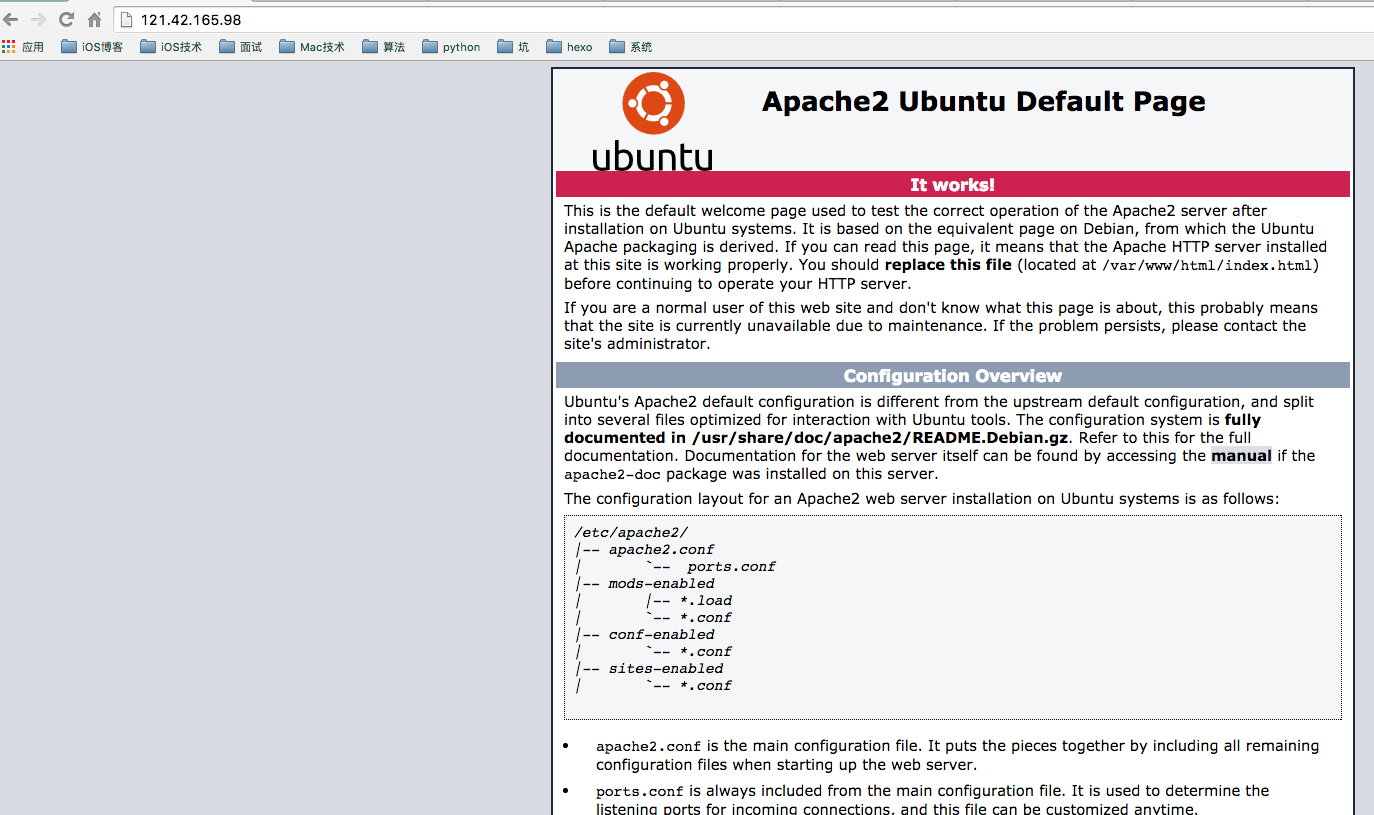 121.42.165.98
应用 iOS博客 iOS技术 面试 Mac技术 算法 python 坑 hexo 系统
ubuntu
Apache2 Ubuntu Default Page
It works!
This is the default welcome page used to test the correct operation of the Apache2 server after
installation on Ubuntu systems. It is based on the equivalent page on Debian, from which the Ubuntu
Apache packaging is derived. If you can read this page, it means that the Apache HTTP server installed
at this site is working properly. You should replace this file (located at /var/www/html/index.html)
before continuing to operate your HTTP server.
If you are a normal user of this web site and don't know what this page is about, this probably means
that the site is currently unavailable due to maintenance. If the problem persists, please contact the
site's administrator.
Configuration Overview
Ubuntu's Apache2 default configuration is different from the upstream default configuration, and split
into several files optimized for interaction with Ubuntu tools. The configuration system is fully
documented in /usr/share/doc/apache2/README.Debian.gz. Refer to this for the full
documentation. Documentation for the web server itself can be found by accessing the manual if the
apache2-doc package was installed on this server.
The configuration layout for an Apache2 web server installation on Ubuntu systems is as follows:
/etc/apache2/
|-- apache2.conf
|       `--  ports.conf
|-- mods-enabled
|       |-- *.load
|       `-- *.conf
|-- conf-enabled
|       `-- *.conf
|-- sites-enabled
|       `-- *.conf
• apache2.conf is the main configuration file. It puts the pieces together by including all remaining
configuration files when starting up the web server.
• ports.conf is always included from the main configuration file. It is used to determine the
listening ports for incoming connections, and this file can be customized anytime.